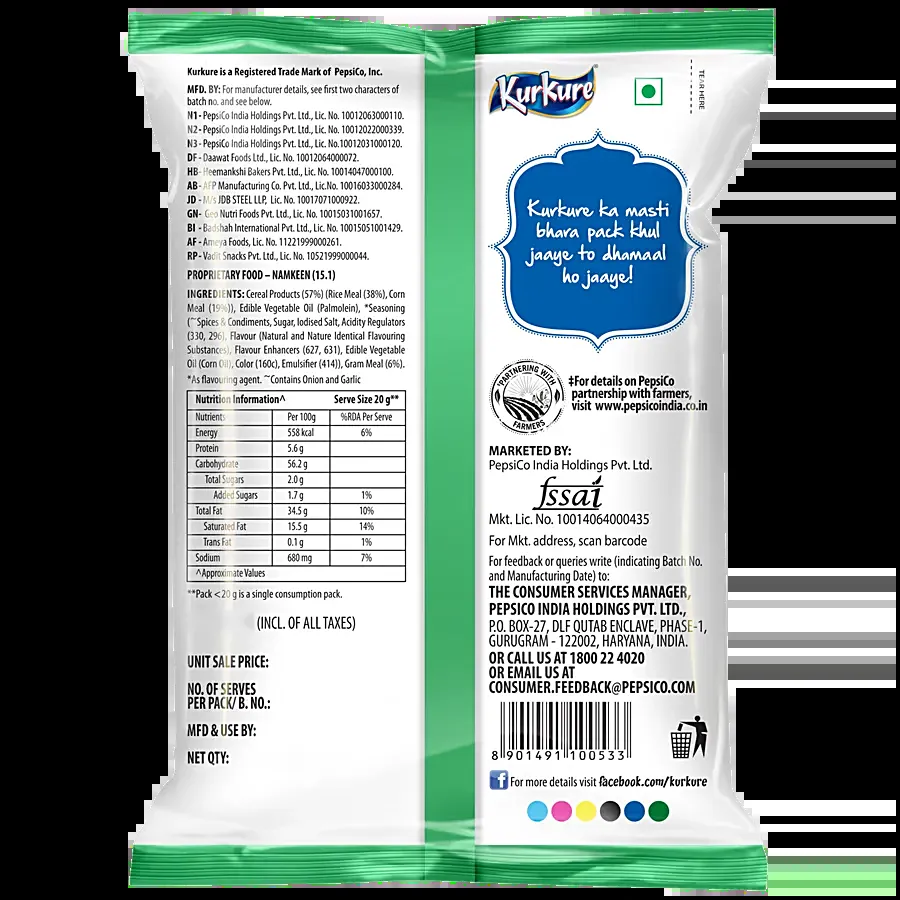 Kurkure is a Registered Trade Mark of PepsiCo, Inc.
MFD. BY: For manufacturer details, see first two characters of
batch no. and see below.
N1 - PepsiCo India Holdings Pvt. Ltd., Lic. No. 10012063000110.
N2 - PepsiCo India Holdings Pvt. Ltd., Lic. No. 10012022000339.
N3 - PepsiCo India Holdings Pvt. Ltd., Lic. No.10012031000120.
DF - Daawat Foods Ltd., Lic. No. 10012064000072.
HB - Heemankshi Bakers Pvt. Ltd., Lic. No. 10014047000100.
AB - AFP Manufacturing Co. Pvt. Ltd., Lic. No. 10016033000284.
JD - M/s JDB STEEL LLP, Lic. No. 10017071000922.
GN- Geo Nutri Foods Pvt. Ltd., Lic. No. 10015031001657.
BI - Badshah International Pvt. Ltd., Lic. No. 10015051001429.
AF - Ameya Foods, Lic. No. 11221999000261.
RP - Vadit Snacks Pvt. Ltd., Lic. No. 10521999000044.
PROPRIETARY FOOD – NAMKEEN (15.1)
INGREDIENTS: Cereal Products (57%) (Rice Meal (38%), Corn
Meal (19%)), Edible Vegetable Oil (Palmolein), *Seasoning
(~Spices & Condiments, Sugar, Iodised Salt, Acidity Regulators
(330, 296), Flavour (Natural and Nature Identical Flavouring
Substances), Flavour Enhancers (627, 631), Edible Vegetable
Oil (Corn Oil), Color (160c), Emulsifier (414)), Gram Meal (6%).
*As flavouring agent. ~Contains Onion and Garlic
Nutrition Information^ Serve Size 20 g**
Nutrients Per 100g %RDA Per Serve
Energy 558 kcal 6%
Protein 5.6 g
Carbohydrate 56.2 g
Total Sugars 2.0 g
Added Sugars 1.7 g 1%
Total Fat 34.5 g 10%
Saturated Fat 15.5 g 14%
Trans Fat 0.1 g 1%
Sodium 680 mg 7%
^Approximate Values
**Pack <20 g is a single consumption pack.
(INCL. OF ALL TAXES)
UNIT SALE PRICE:
NO. OF SERVES
PER PACK/ B. NO.:
MFD & USE BY:
NET QTY:
Kurkure
TEAR HERE
Kurkure ka masti
bhara pack khul
jaaye to dhamaal
ho jaaye!
‡PARTNERING WITH
FARMERS
‡For details on PepsiCo
partnership with farmers,
visit www.pepsicoindia.co.in
MARKETED BY:
PepsiCo India Holdings Pvt. Ltd.
fssai
Mkt. Lic. No. 10014064000435
For Mkt. address, scan barcode
For feedback or queries write (indicating Batch No.
and Manufacturing Date) to:
THE CONSUMER SERVICES MANAGER,
PEPSICO INDIA HOLDINGS PVT. LTD.,
P.O. BOX-27, DLF QUTAB ENCLAVE, PHASE-1,
GURUGRAM - 122002, HARYANA, INDIA.
OR CALL US AT 1800 22 4020
OR EMAIL US AT
CONSUMER.FEEDBACK@PEPSICO.COM
8 901491 100533
f For more details visit facebook.com/kurkure